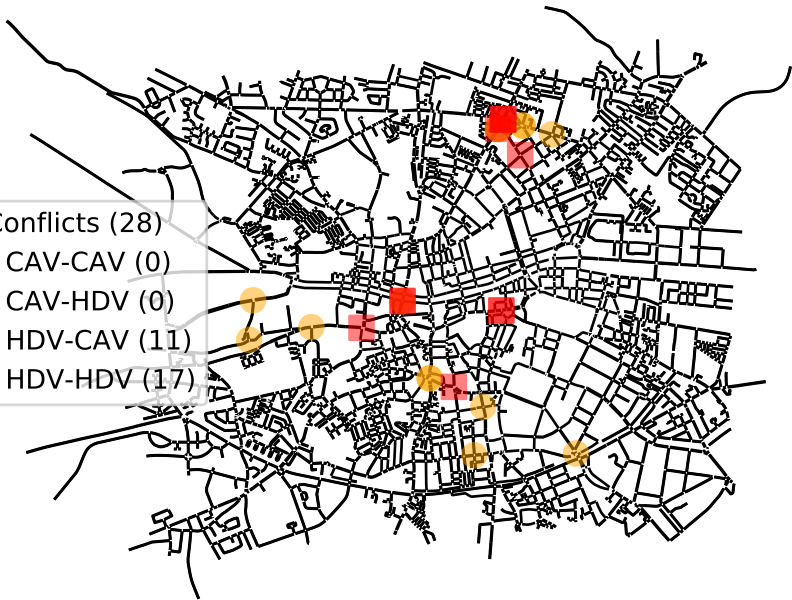 Conflicts (28)
CAV-CAV (0)
CAV-HDV (0)
HDV-CAV (11)
HDV-HDV (17)